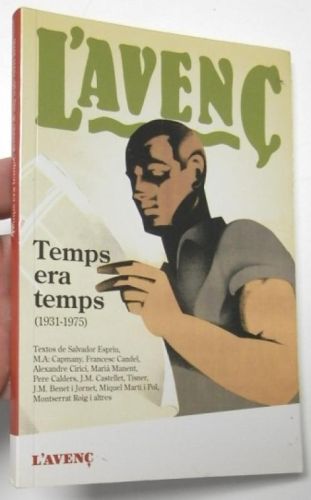 L'AVENÇ
Temps
era
temps
(1931-1975)
Textos de Salvador Espriu,
M.A. Capmany, Francesc Candel,
Alexandre Cirici, Marià Manent,
Pere Calders, J.M. Castellet, Tísner,
J.M. Benet i Jornet, Miquel Martí i Pol,
Montserrat Roig i altres
L'AVENÇ